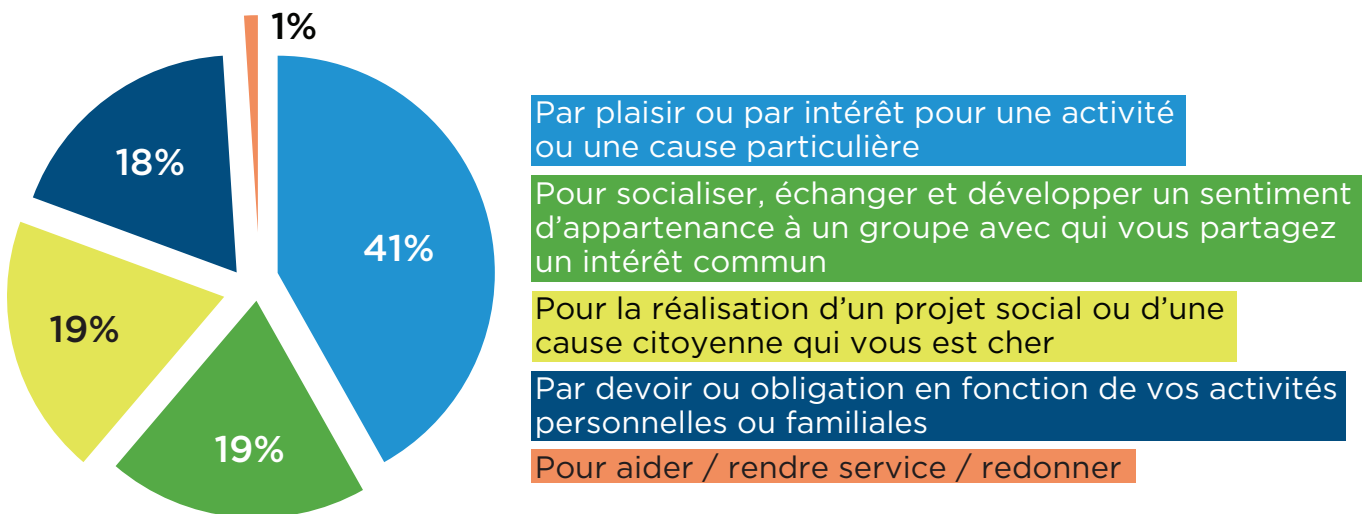 1%
18%
41%
19%
19%
Par plaisir ou par intérêt pour une activité
ou une cause particulière
Pour socialiser, échanger et développer un sentiment
d’appartenance à un groupe avec qui vous partagez
un intérêt commun
Pour la réalisation d’un projet social ou d’une
cause citoyenne qui vous est cher
Par devoir ou obligation en fonction de vos activités
personnelles ou familiales
Pour aider / rendre service / redonner